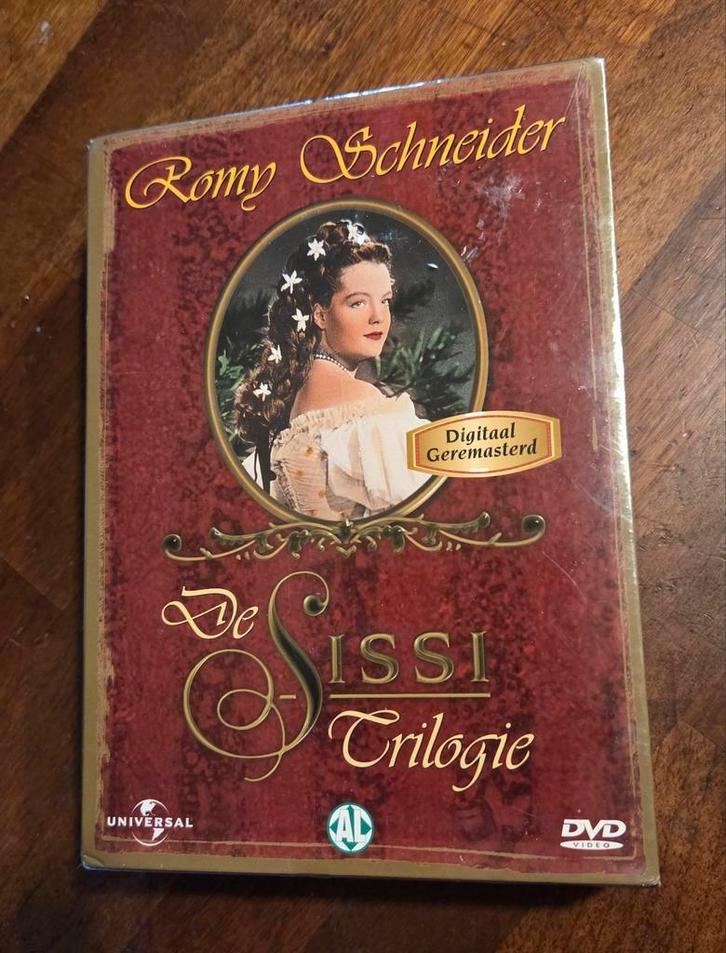 Romy Schneider
Digitaal
Geremasterd
De
SISSI
Trilogie
UNIVERSAL
AL
DVD
VIDEO